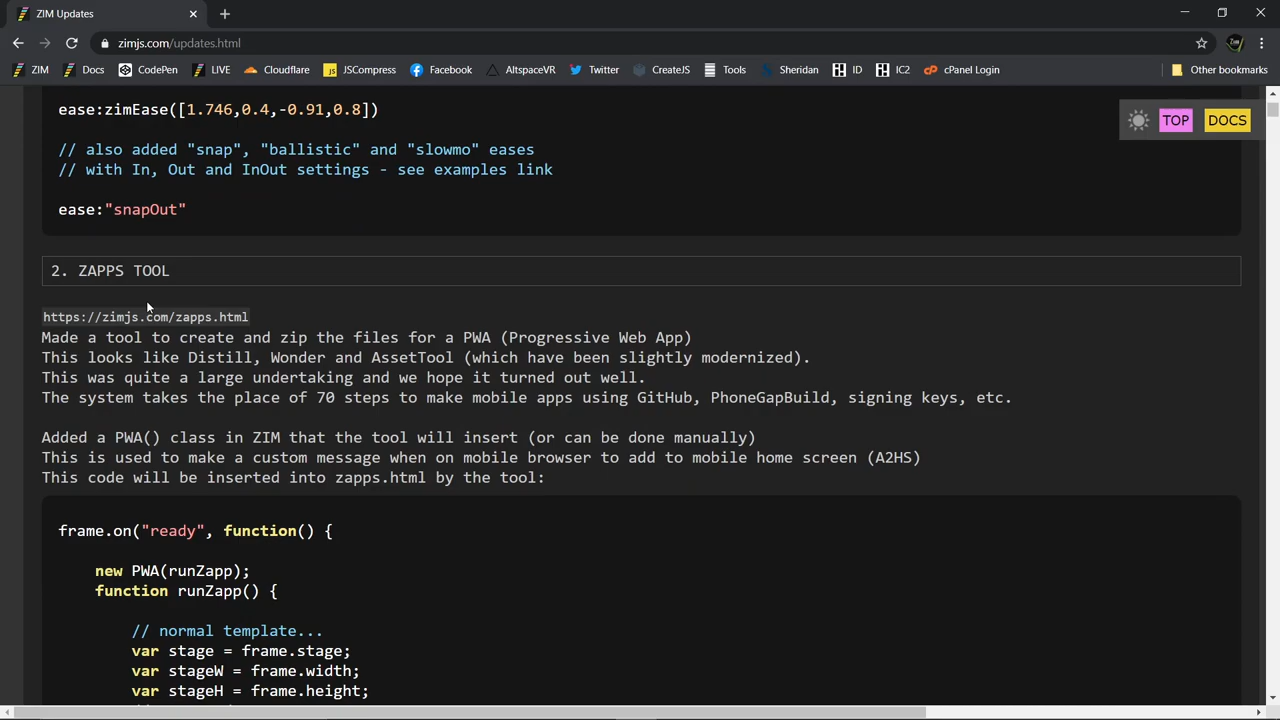 ZIM Updates
zimjs.com/updates.html
ZIM Docs CodePen LIVE Cloudflare JSCompress Facebook AltspaceVR Twitter CreateJS Tools Sheridan ID IC2 cPanel Login Other bookmarks
ease:zimEase([1.746,0.4,-0.91,0.8])
TOP DOCS
// also added "snap", "ballistic" and "slowmo" eases
// with In, Out and InOut settings - see examples link
ease:"snapOut"
2. ZAPPS TOOL
https://zimjs.com/zapps.html
Made a tool to create and zip the files for a PWA (Progressive Web App)
This looks like Distill, Wonder and AssetTool (which have been slightly modernized).
This was quite a large undertaking and we hope it turned out well.
The system takes the place of 70 steps to make mobile apps using GitHub, PhoneGapBuild, signing keys, etc.
Added a PWA() class in ZIM that the tool will insert (or can be done manually)
This is used to make a custom message when on mobile browser to add to mobile home screen (A2HS)
This code will be inserted into zapps.html by the tool:
frame.on("ready", function() {
new PWA(runZapp);
function runZapp() {
// normal template...
var stage = frame.stage;
var stageW = frame.width;
var stageH = frame.height;